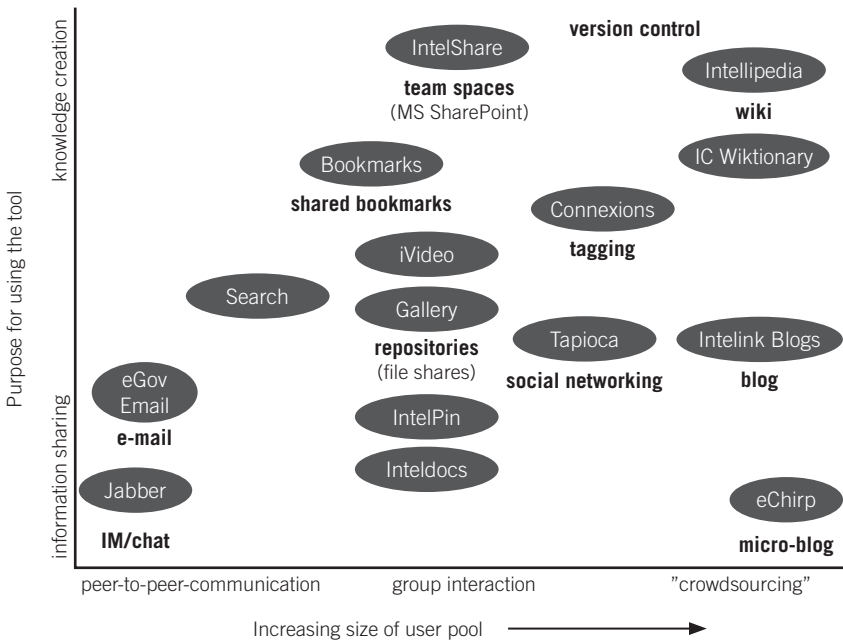 Purpose for using the tool
knowledge creation
information sharing
IntelShare
team spaces
(MS SharePoint)
version control
Intellipedia
wiki
Bookmarks
shared bookmarks
IC Wiktionary
Connexions
tagging
iVideo
Search
Gallery
repositories
(file shares)
Tapioca
social networking
Intelink Blogs
blog
eGov
Email
e-mail
IntelPin
Inteldocs
Jabber
IM/chat
eChirp
micro-blog
peer-to-peer-communication
group interaction
”crowdsourcing”
Increasing size of user pool